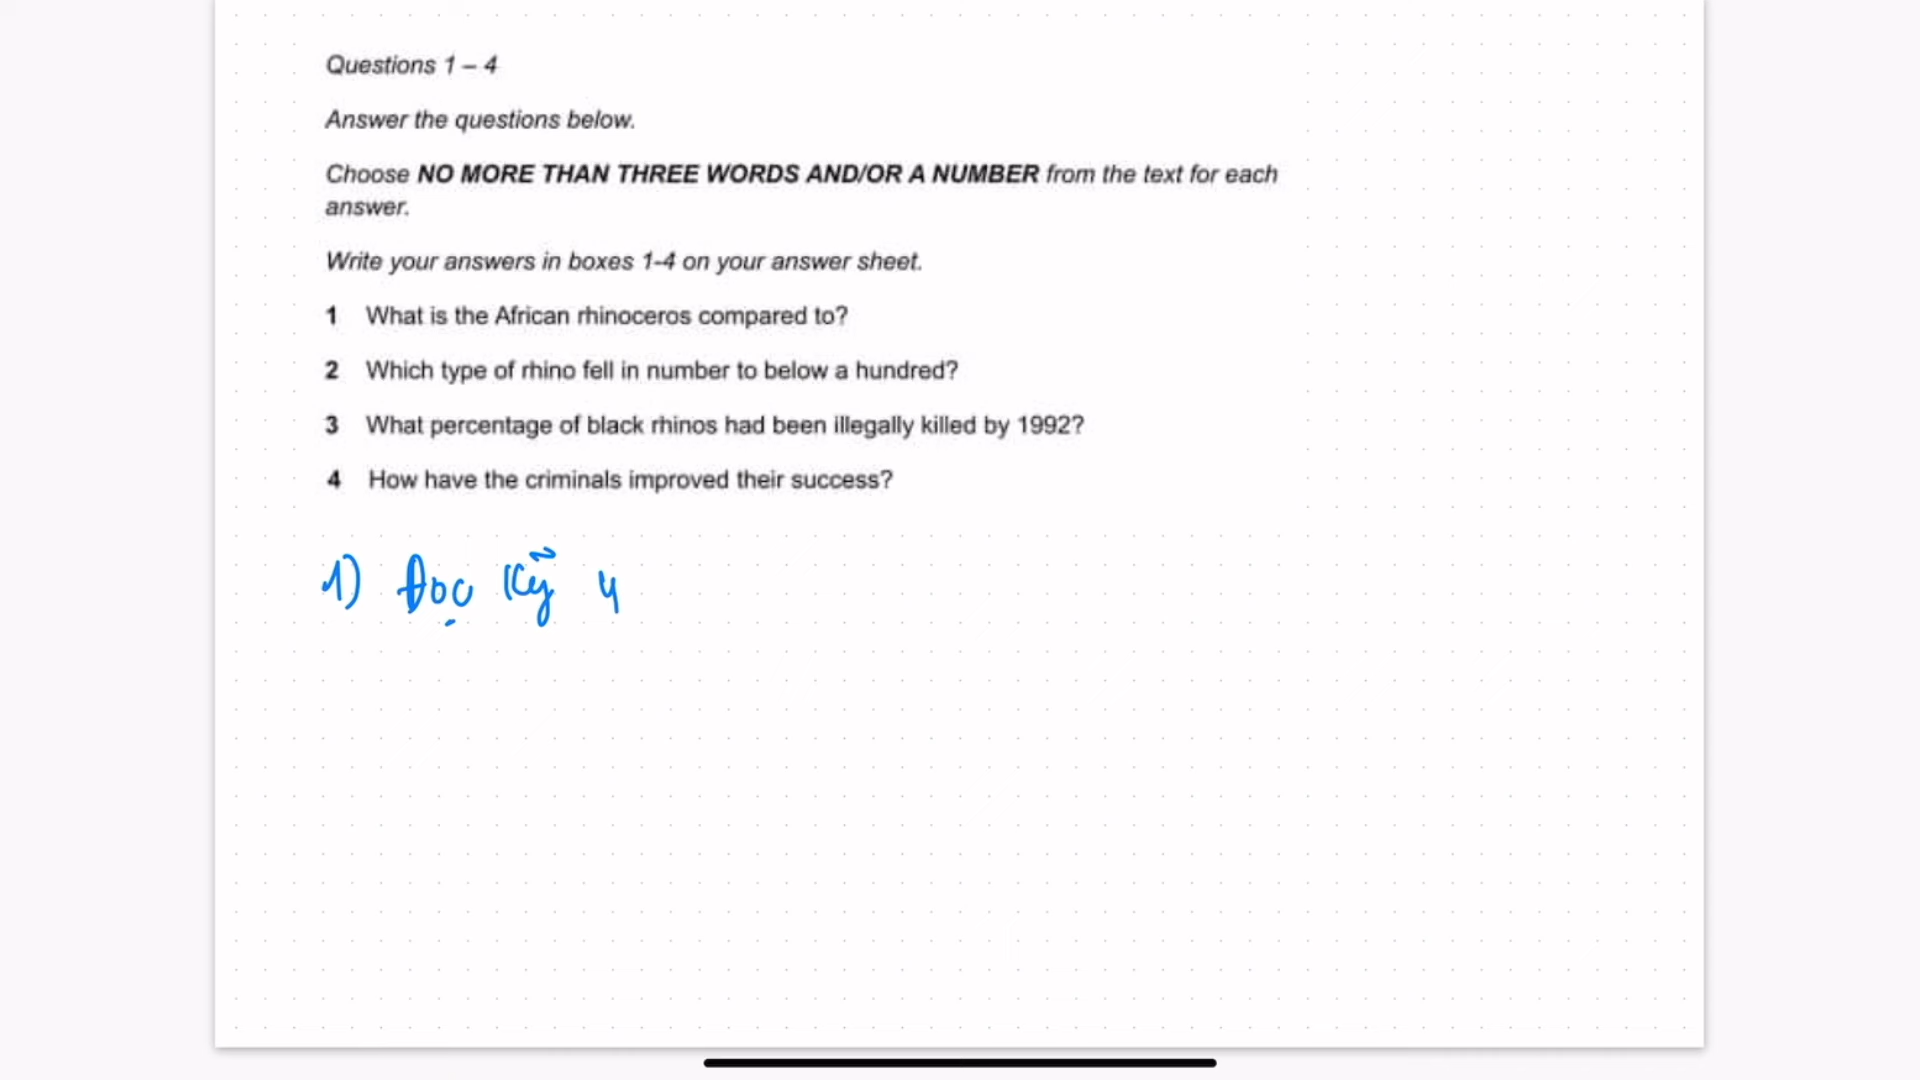 Questions 1 – 4
Answer the questions below.
Choose NO MORE THAN THREE WORDS AND/OR A NUMBER from the text for each
answer.
Write your answers in boxes 1-4 on your answer sheet.
1 What is the African rhinoceros compared to?
2 Which type of rhino fell in number to below a hundred?
3 What percentage of black rhinos had been illegally killed by 1992?
4 How have the criminals improved their success?
1) Đọc kỹ 4